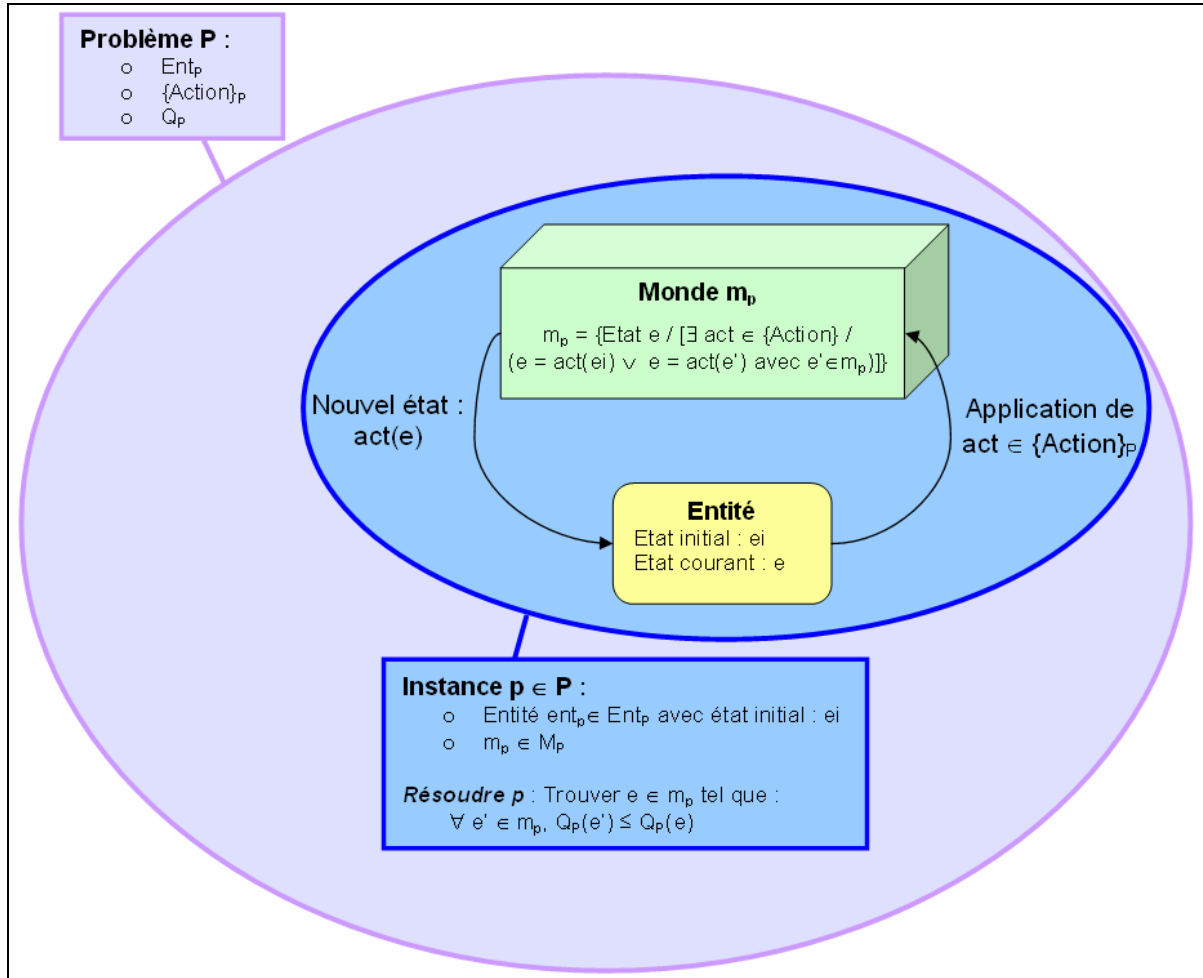 Problème P :
o Entₚ
o {Action}ₚ
o Qₚ
Monde mₚ
mₚ = {Etat e / [∃ act ∈ {Action} /
(e = act(ei) ∨ e = act(e') avec e'∈mₚ)]}
Nouvel état :
act(e)
Application de
act ∈ {Action}ₚ
Entité
Etat initial : ei
Etat courant : e
Instance p ∈ P :
o Entité entₚ∈ Entₚ avec état initial : ei
o mₚ ∈ Mₚ
Résoudre p : Trouver e ∈ mₚ tel que :
∀ e' ∈ mₚ, Qₚ(e') ≤ Qₚ(e)